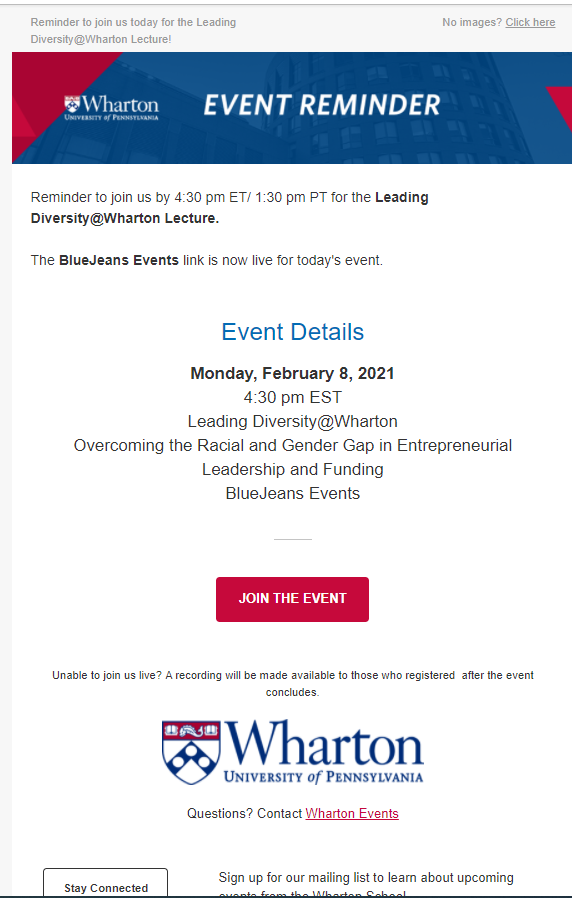 Reminder to join us today for the Leading
Diversity@Wharton Lecture!
No images? Click here
Wharton
UNIVERSITY of PENNSYLVANIA
EVENT REMINDER
Reminder to join us by 4:30 pm ET/ 1:30 pm PT for the Leading
Diversity@Wharton Lecture.
The BlueJeans Events link is now live for today's event.
Event Details
Monday, February 8, 2021
4:30 pm EST
Leading Diversity@Wharton
Overcoming the Racial and Gender Gap in Entrepreneurial
Leadership and Funding
BlueJeans Events
JOIN THE EVENT
Unable to join us live? A recording will be made available to those who registered  after the event
concludes.
Wharton
UNIVERSITY of PENNSYLVANIA
Questions? Contact Wharton Events
Stay Connected
Sign up for our mailing list to learn about upcoming
events from the Wharton School